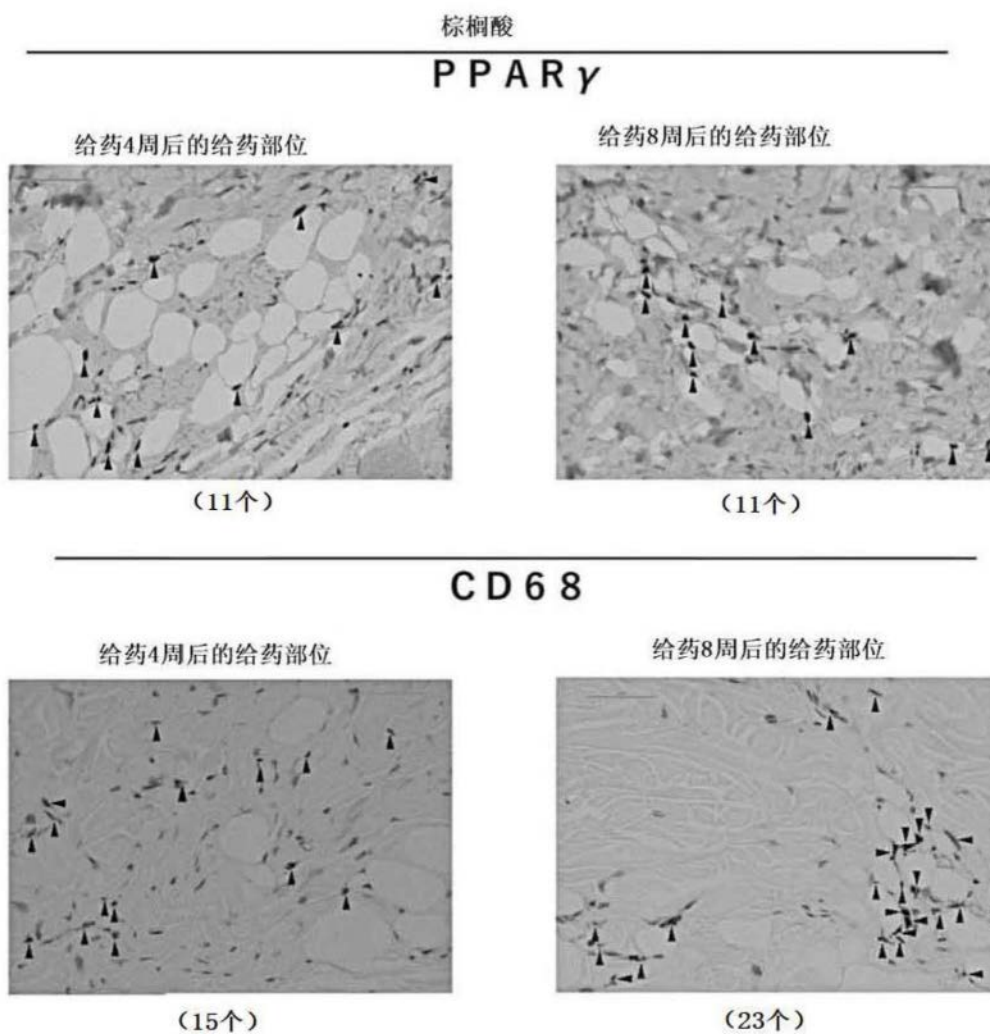 棕榈酸
PPARγ
给药4周后的给药部位
给药8周后的给药部位
（11个）
（11个）
CD68
给药4周后的给药部位
给药8周后的给药部位
（15个）
（23个）